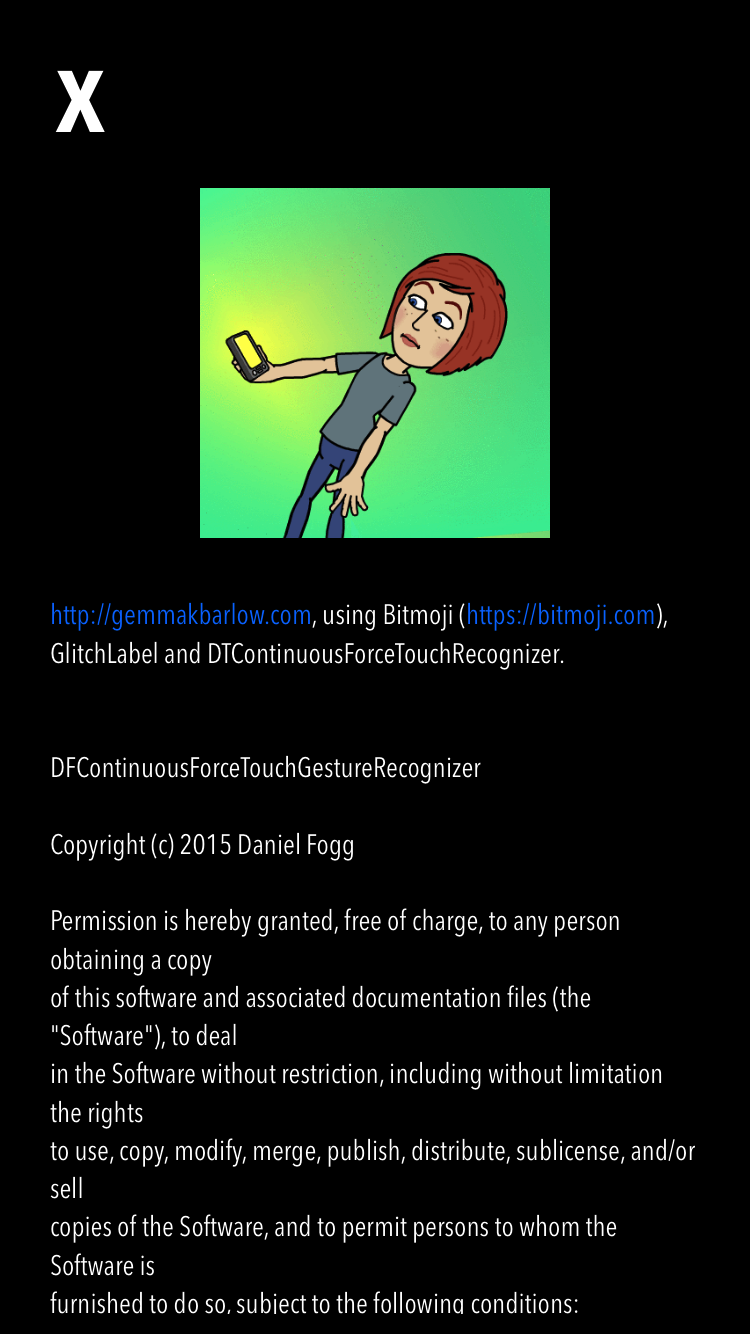 X
http://gemmakbarlow.com, using Bitmoji (https://bitmoji.com),
GlitchLabel and DTContinuousForceTouchRecognizer.
DFContinuousForceTouchGestureRecognizer
Copyright (c) 2015 Daniel Fogg
Permission is hereby granted, free of charge, to any person
obtaining a copy
of this software and associated documentation files (the
"Software"), to deal
in the Software without restriction, including without limitation
the rights
to use, copy, modify, merge, publish, distribute, sublicense, and/or
sell
copies of the Software, and to permit persons to whom the
Software is
furnished to do so, subject to the following conditions: